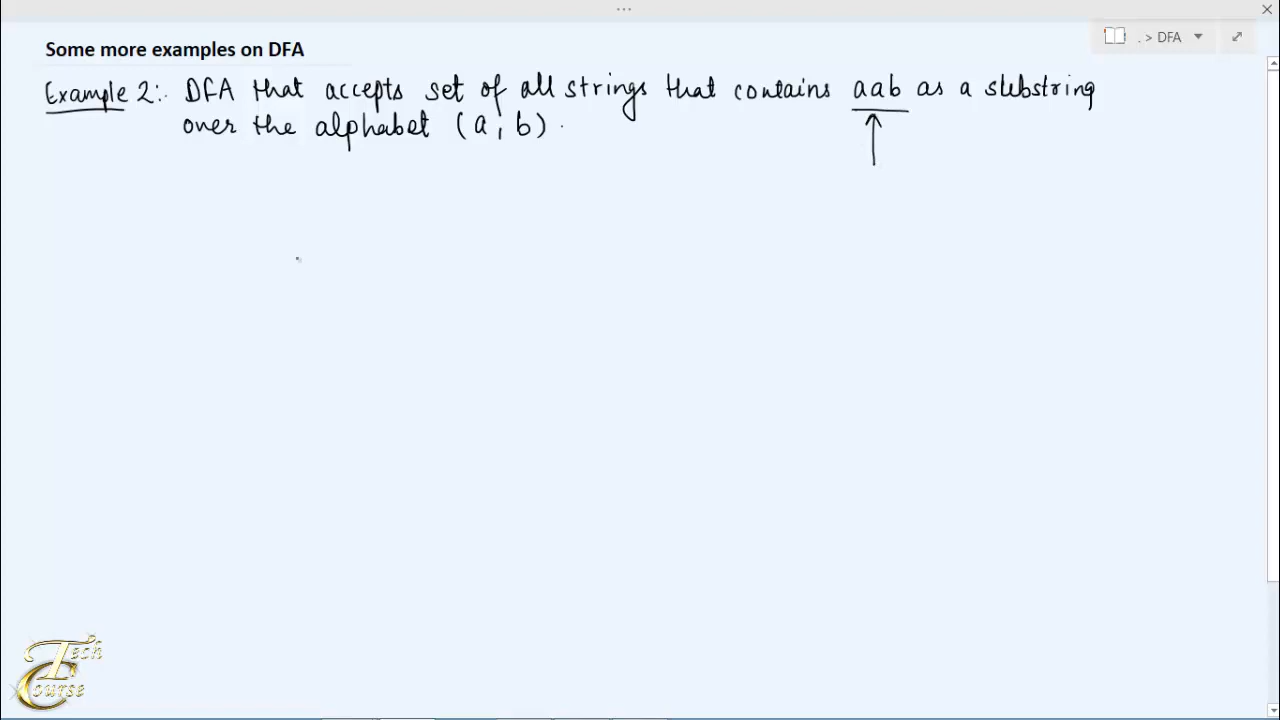 ...
. > DFA
Some more examples on DFA
Example 2:. DFA that accepts set of all strings that contains aab as a substring
over the alphabet (a, b).
Tech
Course